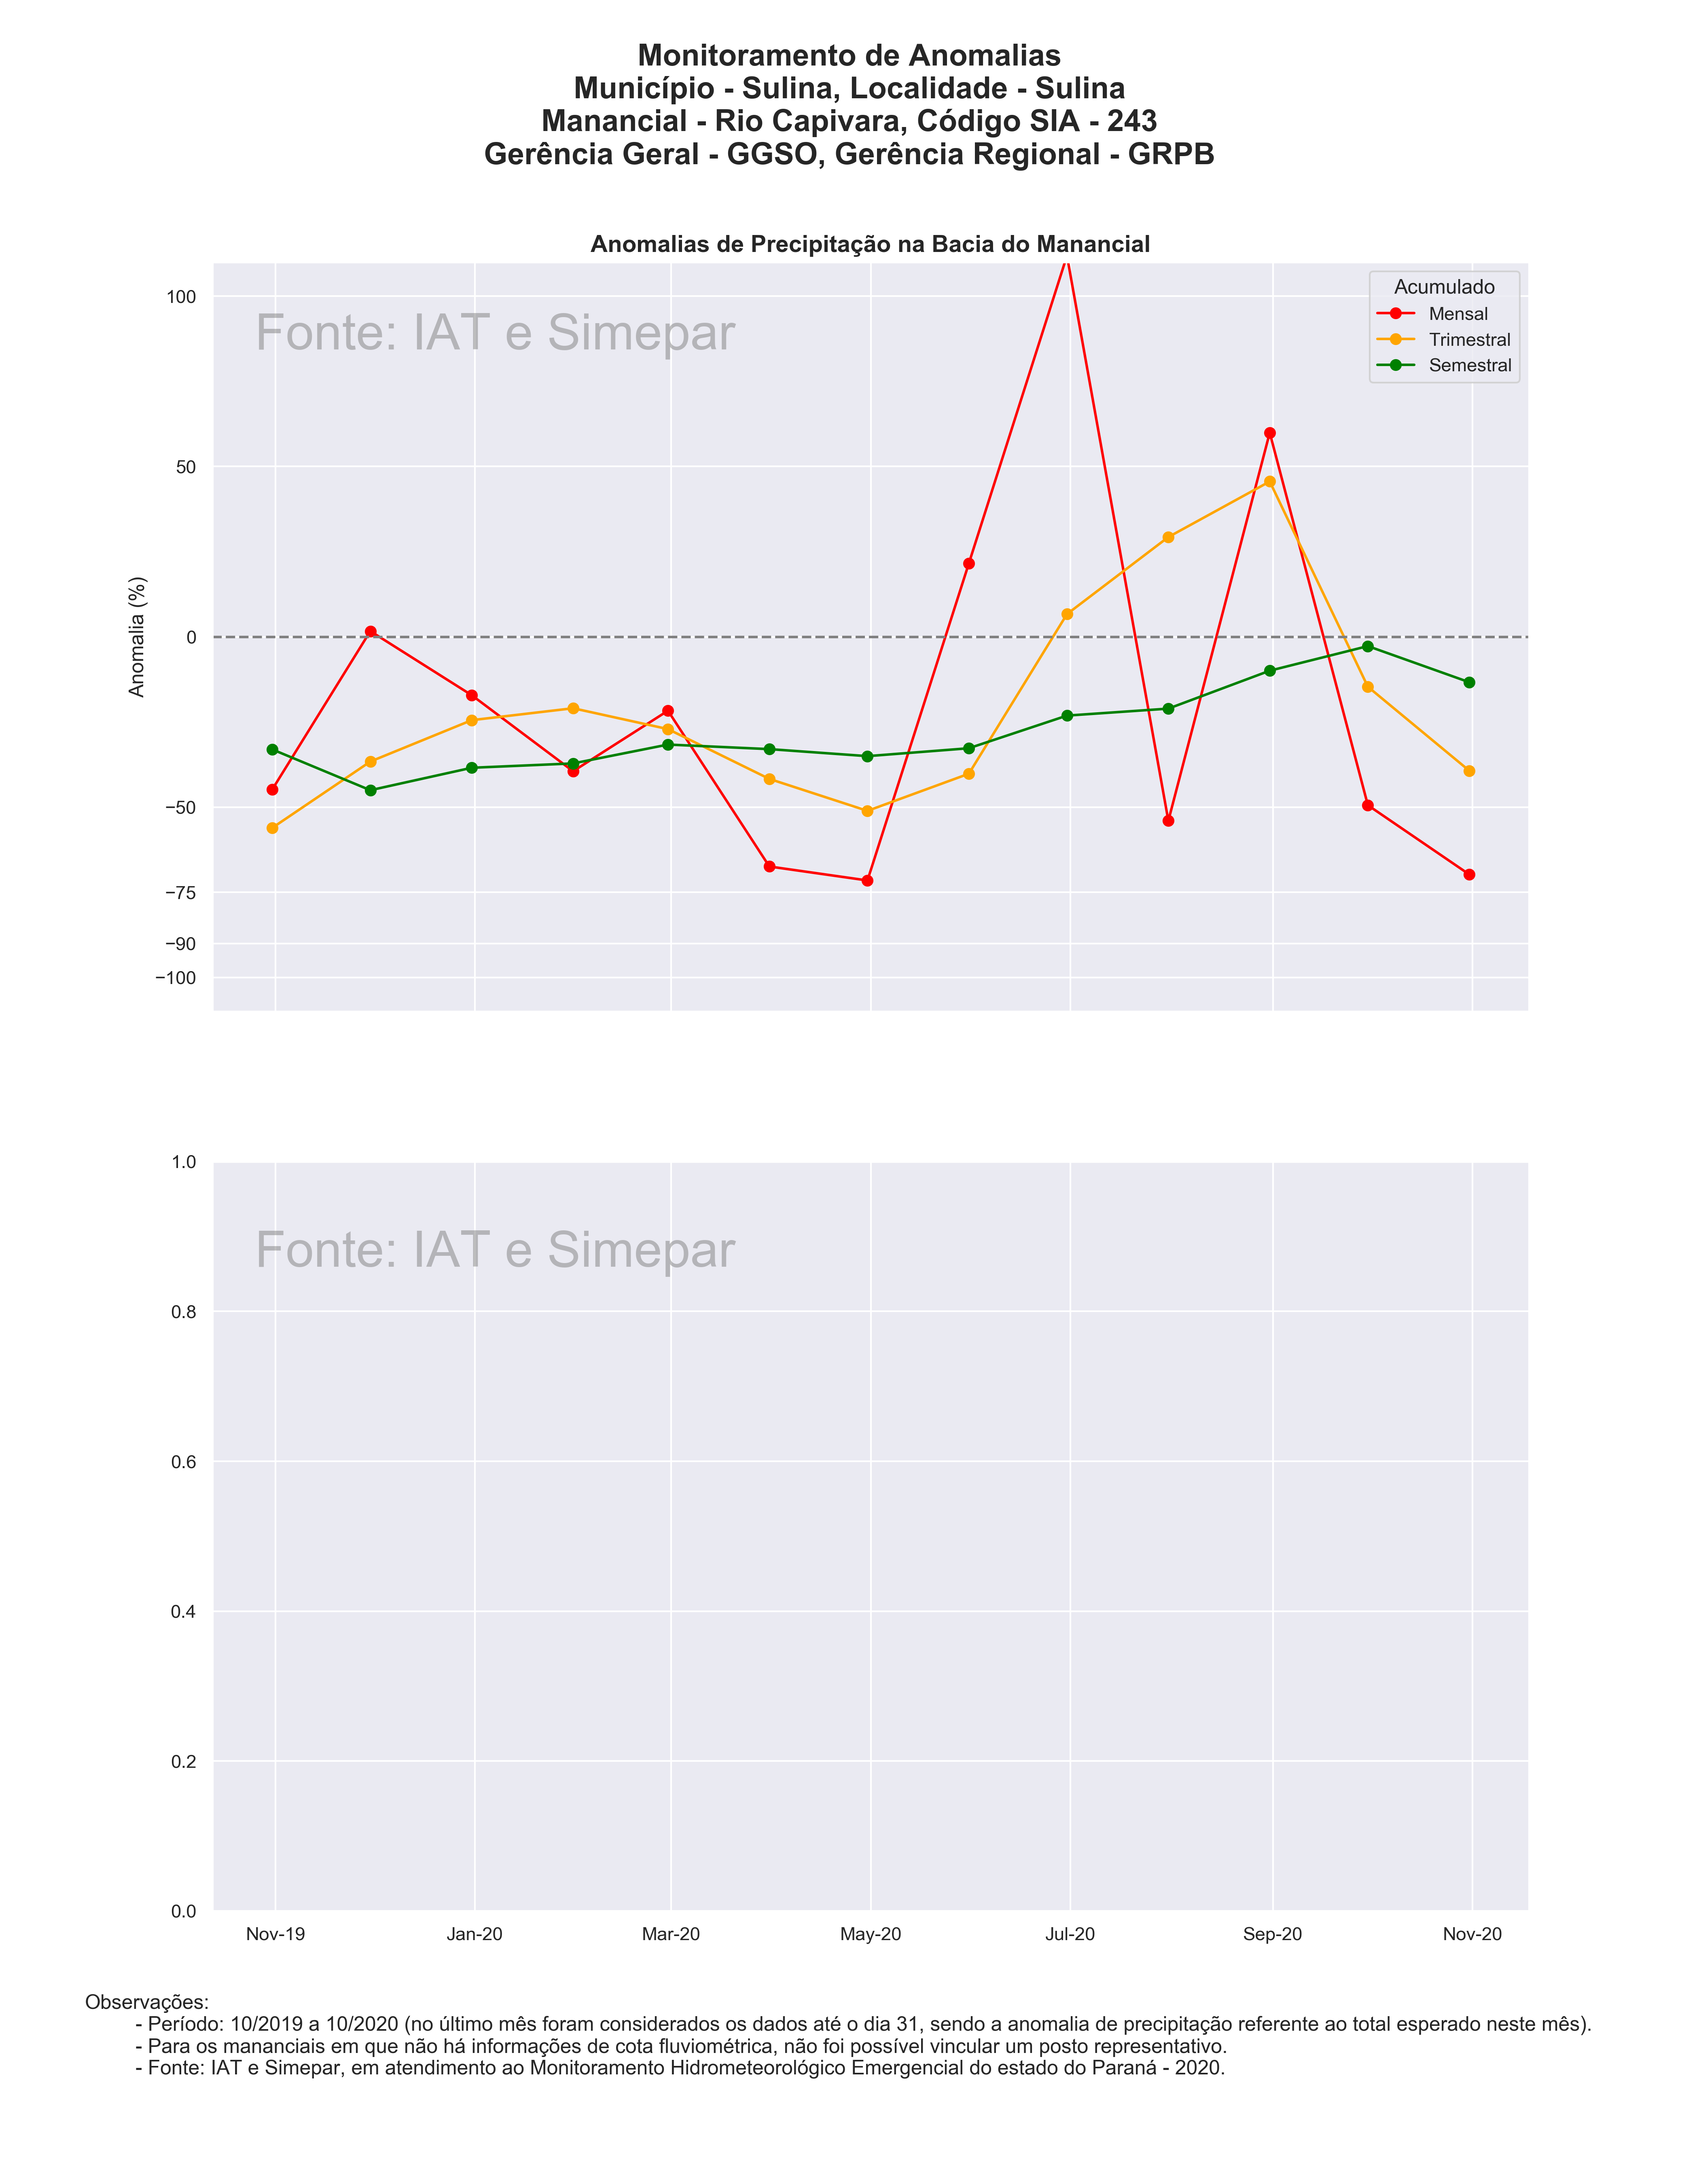 Monitoramento de Anomalias
Município - Sulina, Localidade - Sulina
Manancial - Rio Capivara, Código SIA - 243
Gerência Geral - GGSO, Gerência Regional - GRPB
Anomalias de Precipitação na Bacia do Manancial
Fonte: IAT e Simepar
Acumulado
Mensal
Trimestral
Semestral
Anomalia (%)
100
50
0
−50
−75
−90
−100
Fonte: IAT e Simepar
1.0
0.8
0.6
0.4
0.2
0.0
Nov-19 Jan-20 Mar-20 May-20 Jul-20 Sep-20 Nov-20
Observações:
- Período: 10/2019 a 10/2020 (no último mês foram considerados os dados até o dia 31, sendo a anomalia de precipitação referente ao total esperado neste mês).
- Para os mananciais em que não há informações de cota fluviométrica, não foi possível vincular um posto representativo.
- Fonte: IAT e Simepar, em atendimento ao Monitoramento Hidrometeorológico Emergencial do estado do Paraná - 2020.